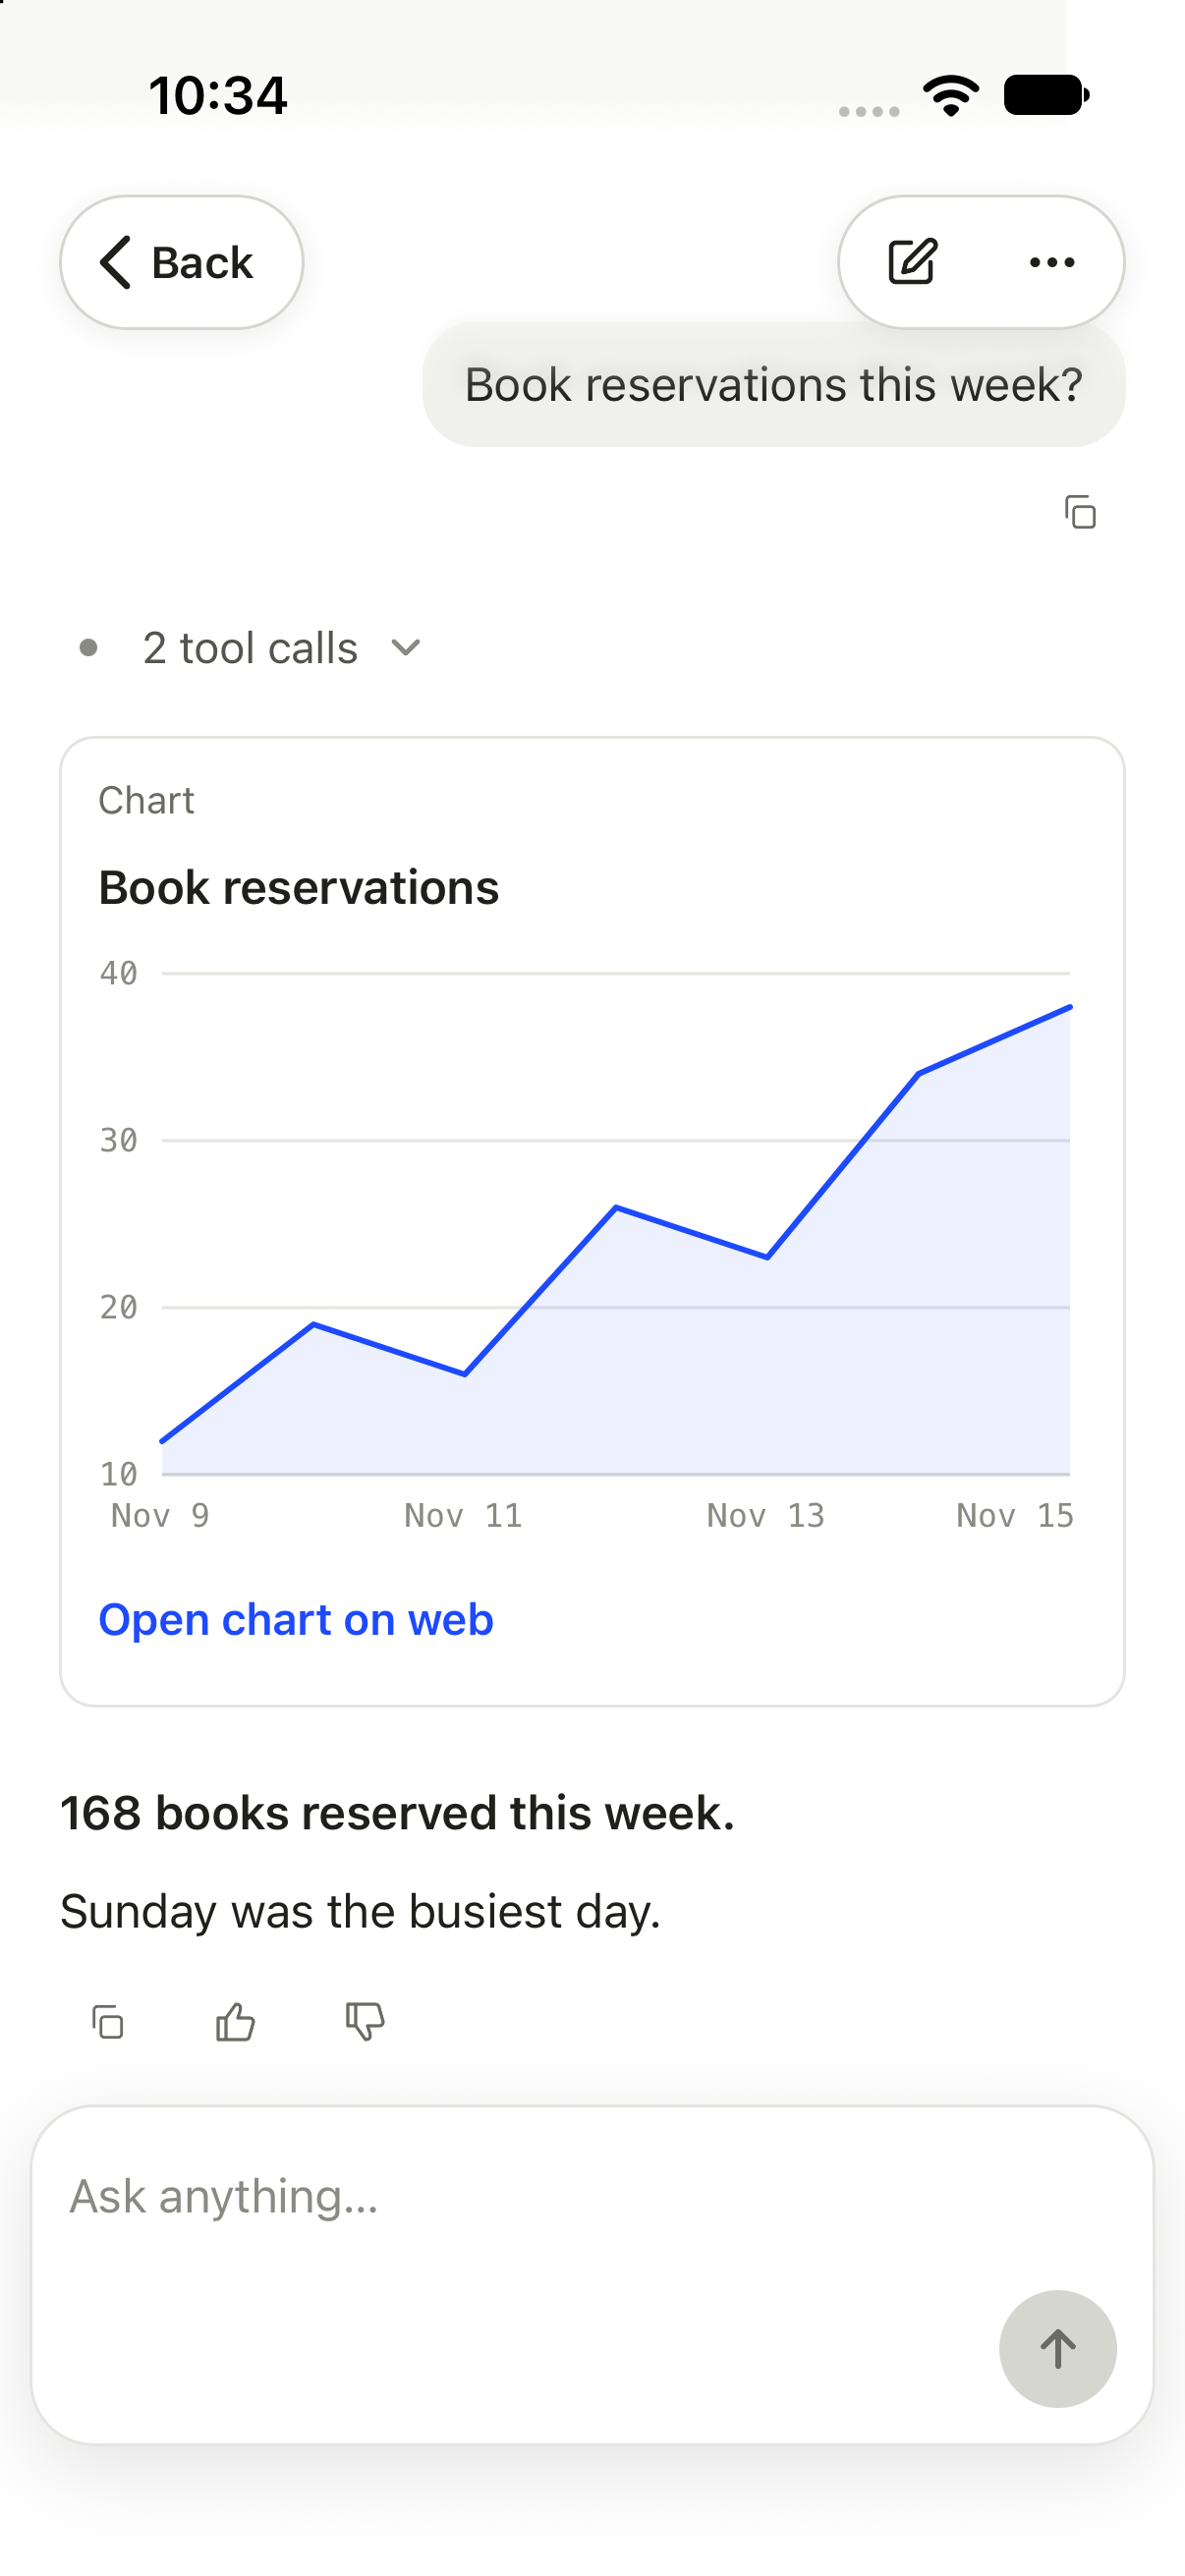 10:34
Back
Book reservations this week?
2 tool calls
Chart
Book reservations
40
30
20
10
Nov 9 Nov 11 Nov 13 Nov 15
Open chart on web
168 books reserved this week.
Sunday was the busiest day.
Ask anything...